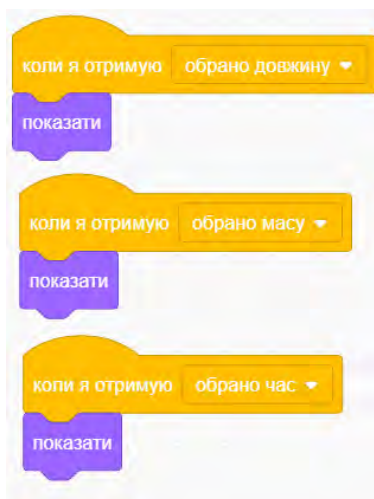 коли я отримую обрано довжину
показати
коли я отримую обрано масу
показати
коли я отримую обрано час
показати